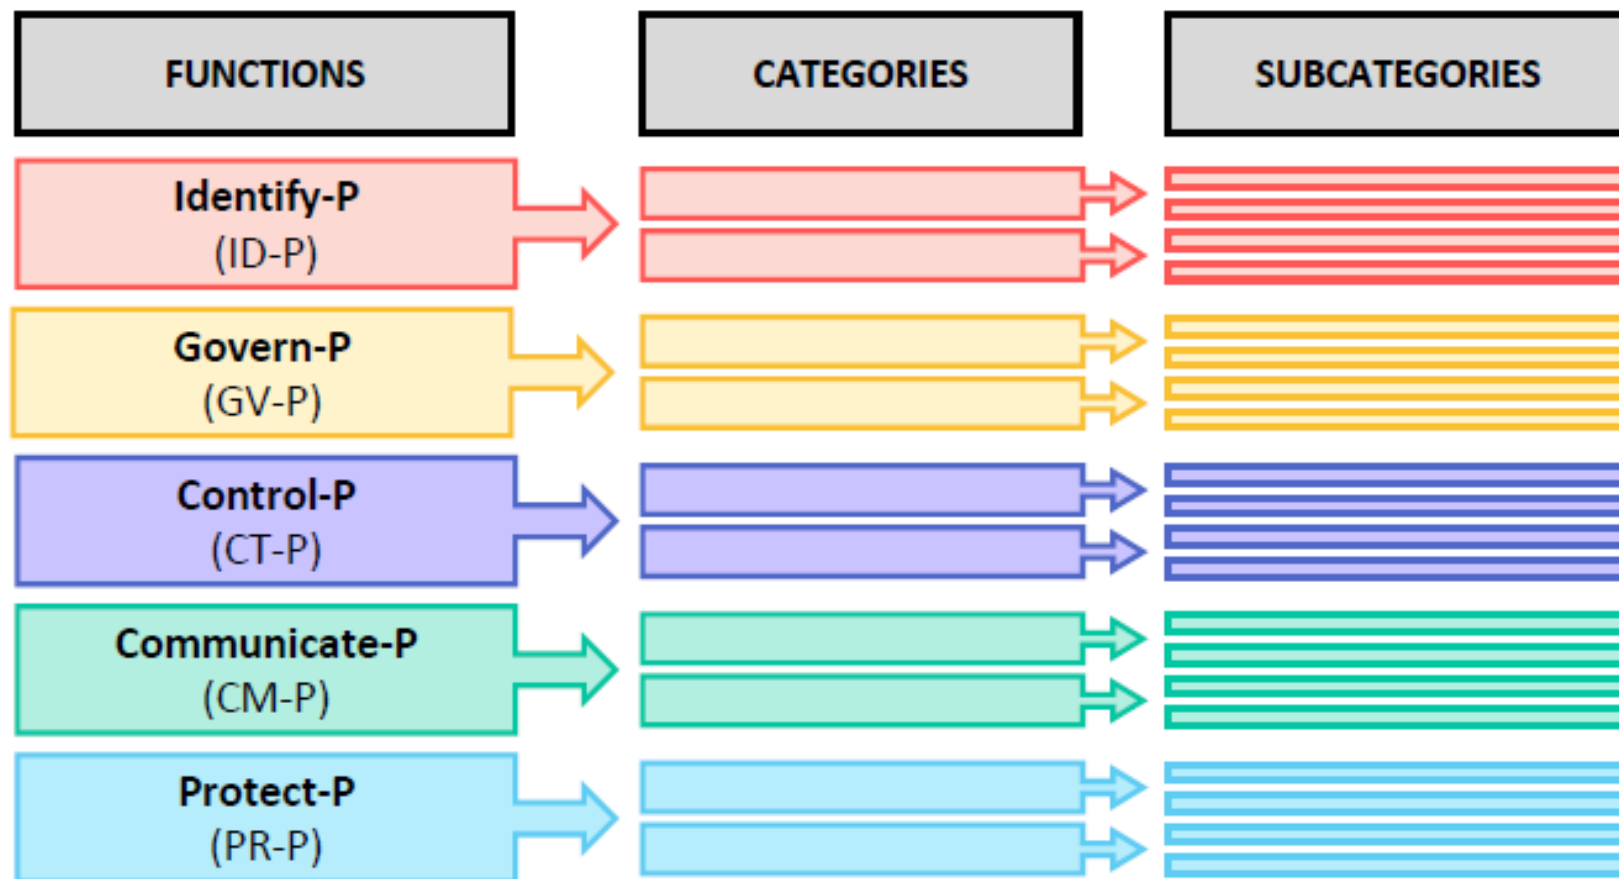 FUNCTIONS
CATEGORIES
SUBCATEGORIES
Identify-P
(ID-P)
Govern-P
(GV-P)
Control-P
(CT-P)
Communicate-P
(CM-P)
Protect-P
(PR-P)